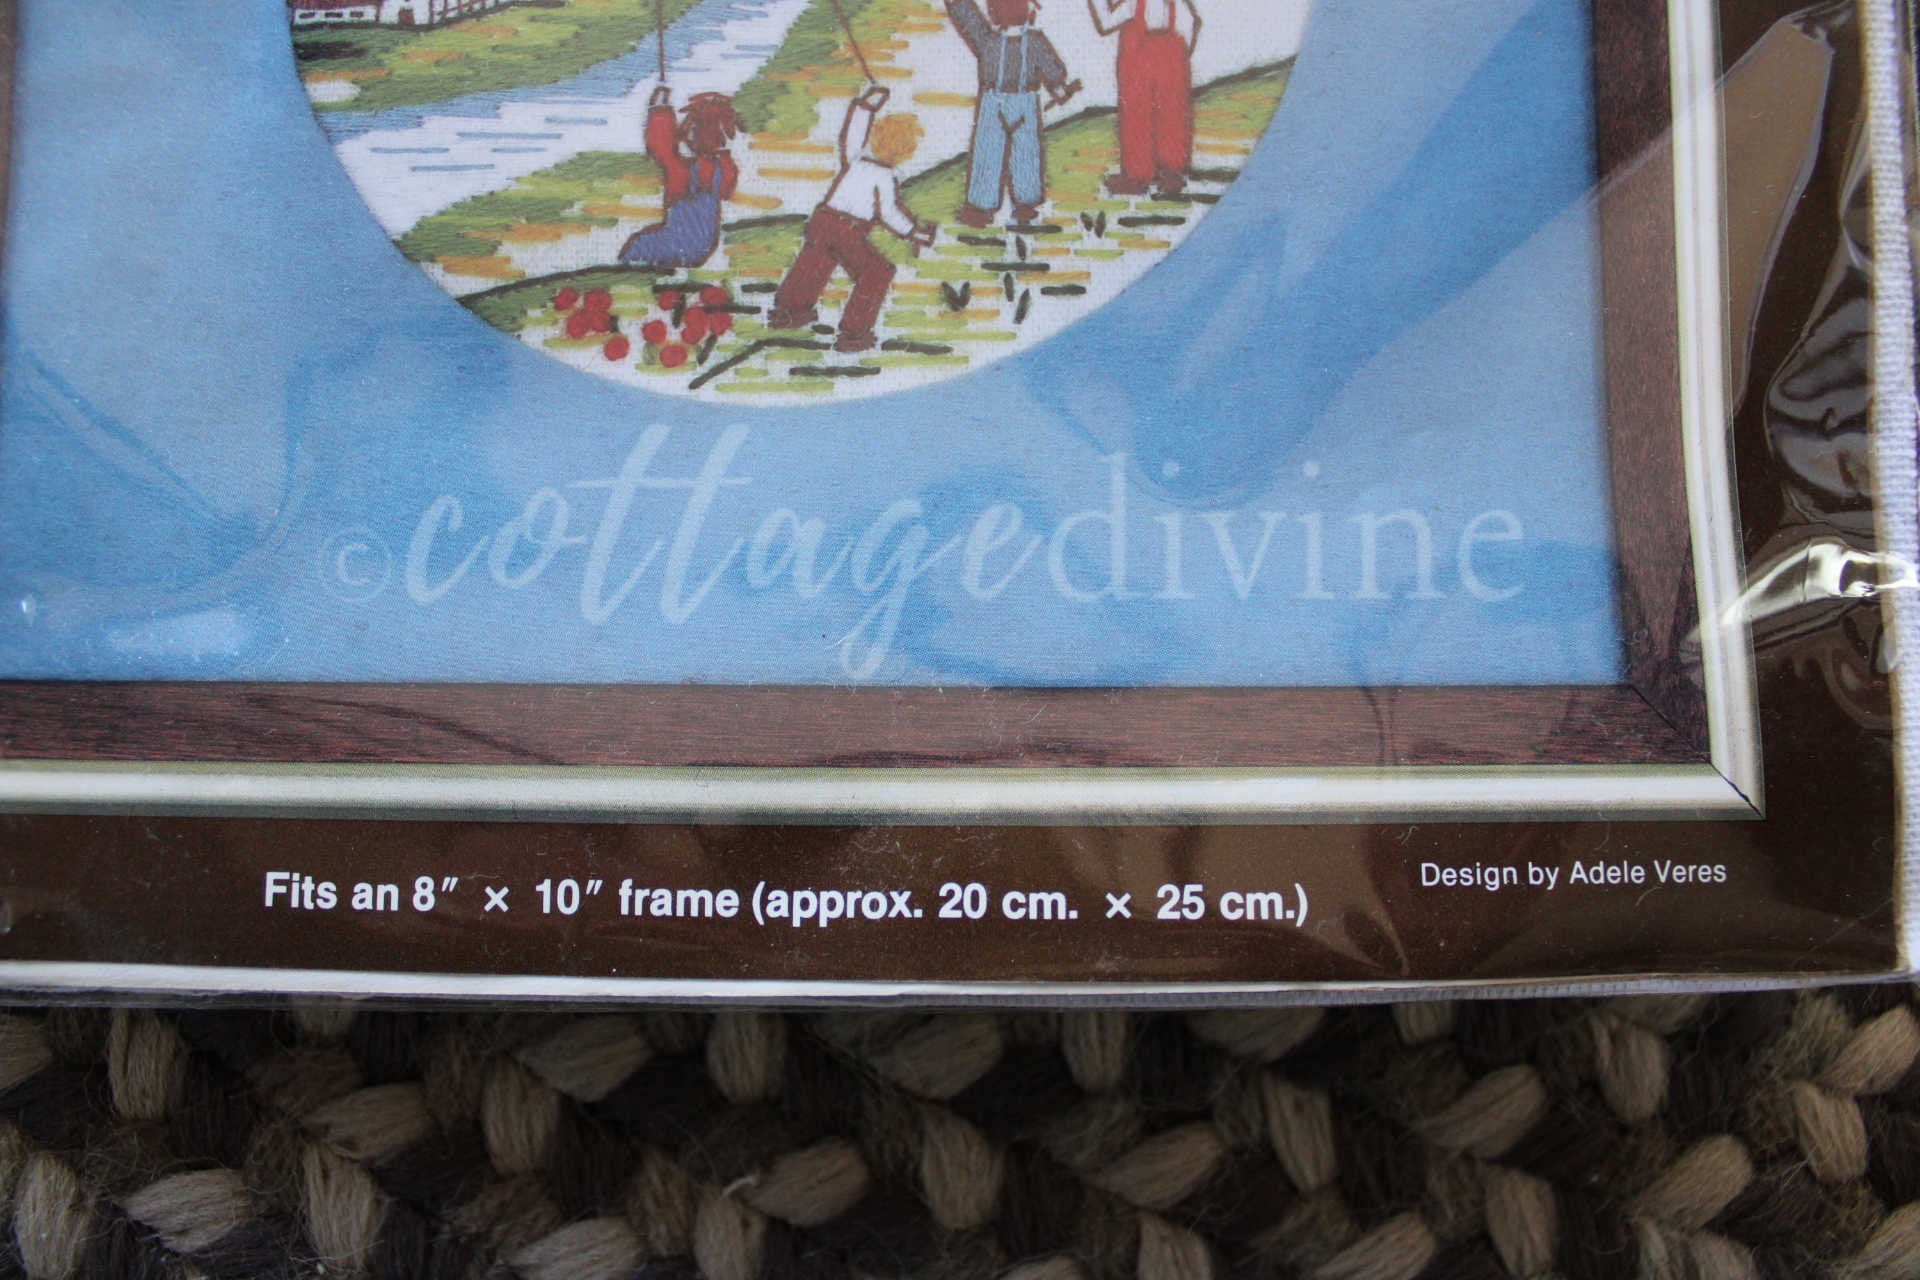 ©cottagedivine
Fits an 8″ × 10″ frame (approx. 20 cm. × 25 cm.)
Design by Adele Veres